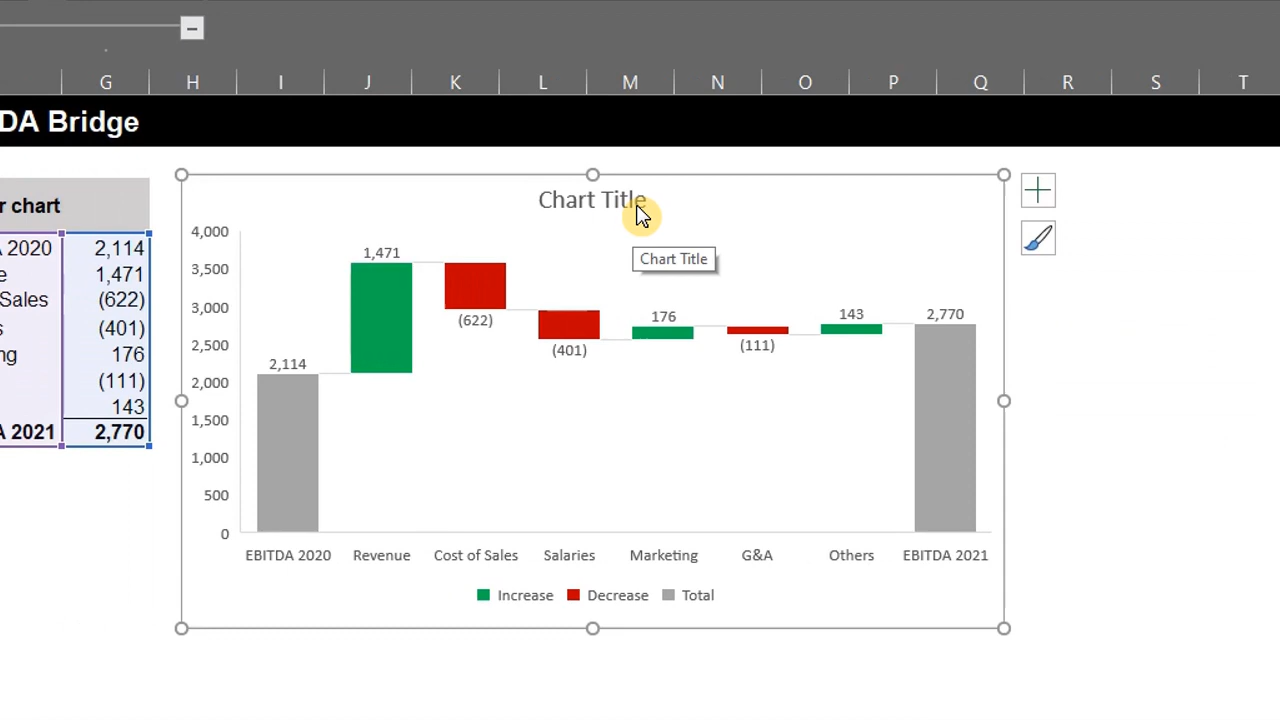 G H I J K L M N O P Q R S T
DA Bridge
r chart
A 2020 2,114
e 1,471
Sales (622)
s (401)
ng 176
(111)
143
A 2021 2,770
Chart Title
Chart Title
4,000
3,500
3,000
2,500
2,000
1,500
1,000
500
0
2,114
1,471
(622)
(401)
176
(111)
143
2,770
EBITDA 2020 Revenue Cost of Sales Salaries Marketing G&A Others EBITDA 2021
Increase Decrease Total